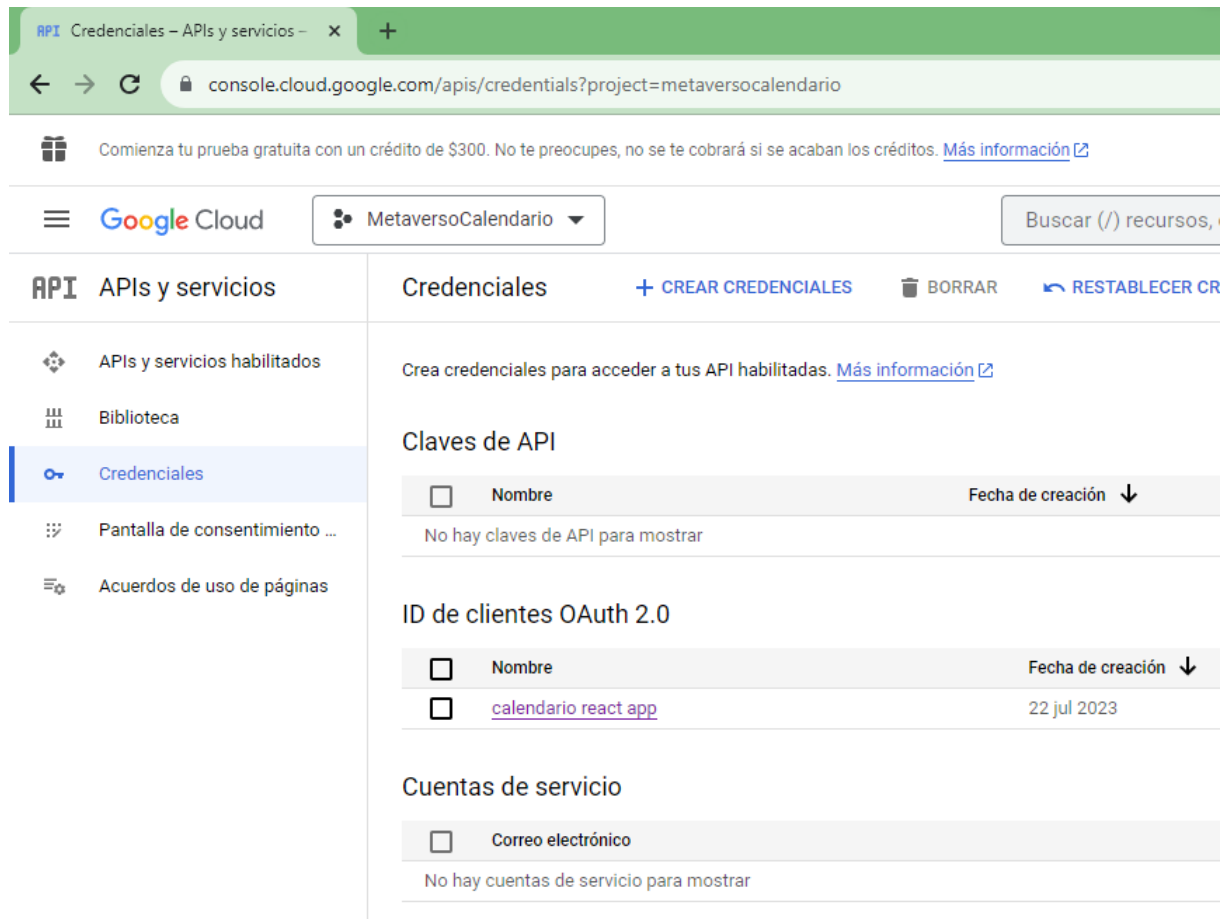 API Credenciales – APIs y servicios –
console.cloud.google.com/apis/credentials?project=metaversocalendario
Comienza tu prueba gratuita con un crédito de $300. No te preocupes, no se te cobrará si se acaban los créditos. Más información
Google Cloud
MetaversoCalendario
Buscar (/) recursos,
API APIs y servicios
Credenciales
CREAR CREDENCIALES
BORRAR
RESTABLECER CR
APIs y servicios habilitados
Biblioteca
Credenciales
Pantalla de consentimiento ...
Acuerdos de uso de páginas
Crea credenciales para acceder a tus API habilitadas. Más información
Claves de API
Nombre
Fecha de creación
No hay claves de API para mostrar
ID de clientes OAuth 2.0
Nombre
Fecha de creación
calendario react app
22 jul 2023
Cuentas de servicio
Correo electrónico
No hay cuentas de servicio para mostrar